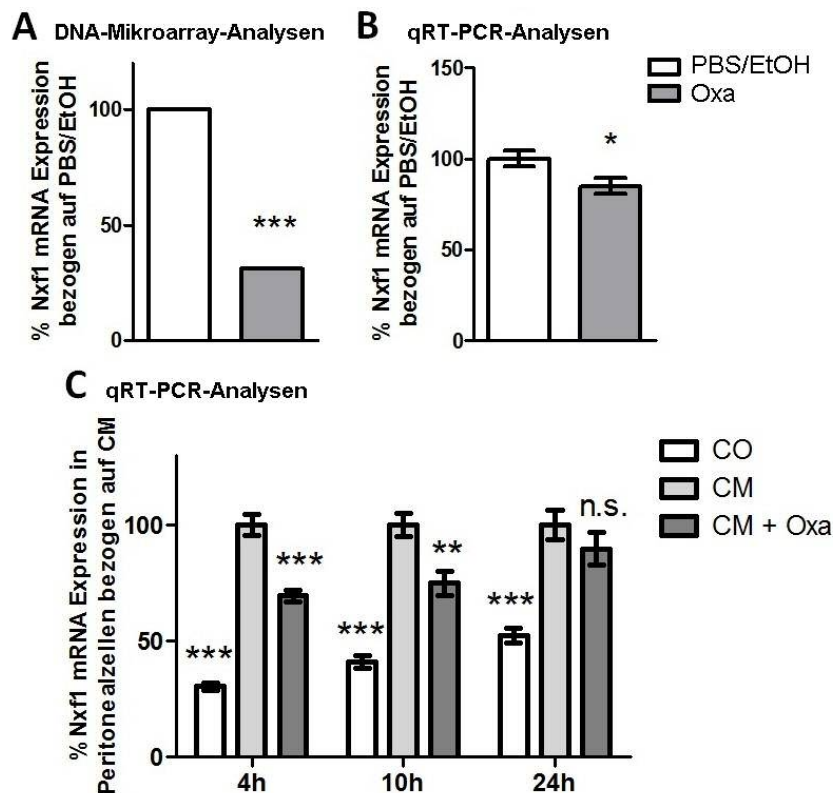 A DNA-Mikroarray-Analysen
% Nxf1 mRNA Expression
bezogen auf PBS/EtOH
100
50
0
***
B qRT-PCR-Analysen
% Nxf1 mRNA Expression
bezogen auf PBS/EtOH
150
100
50
0
*
PBS/EtOH
Oxa
C qRT-PCR-Analysen
% Nxf1 mRNA Expression in
Peritonealzellen bezogen auf CM
100
50
0
***
***
***
**
***
n.s.
4h
10h
24h
CO
CM
CM + Oxa